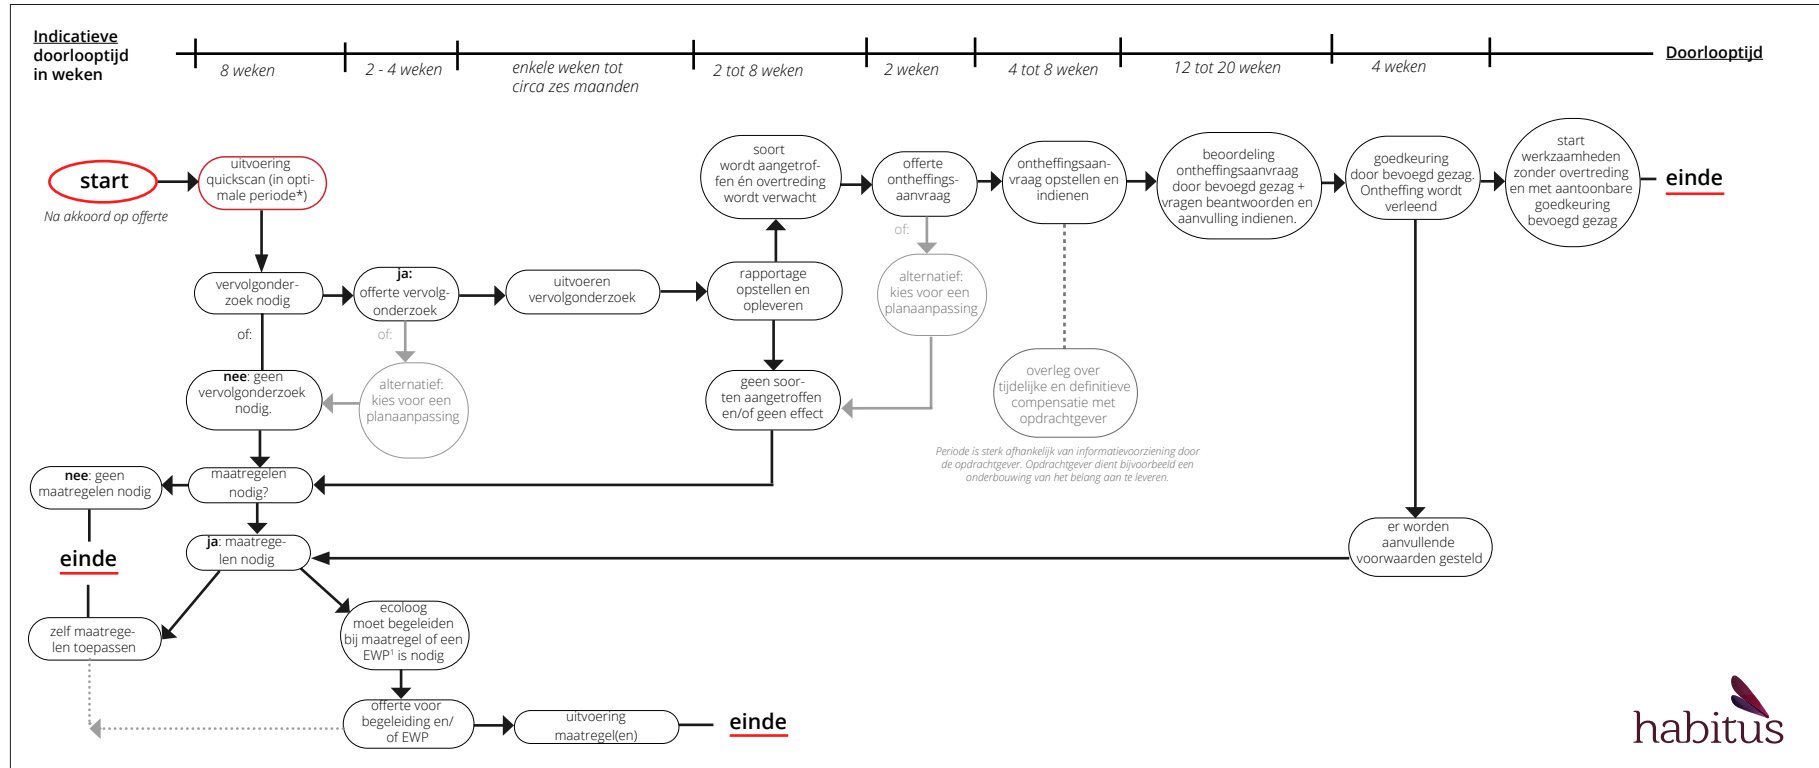 Indicatieve
doorlooptijd
in weken
8 weken
2 - 4 weken
enkele weken tot
circa zes maanden
2 tot 8 weken
2 weken
4 tot 8 weken
12 tot 20 weken
4 weken
Doorlooptijd
start
Na akkoord op offerte
uitvoering
quickscan (in opti-
male periode*)
soort
wordt aangetrof-
fen én overtreding
wordt verwacht
offerte
ontheffings-
aanvraag
ontheffingsaan-
vraag opstellen en
indienen
beoordeling
ontheffingsaanvraag
door bevoegd gezag +
vragen beantwoorden en
aanvulling indienen.
goedkeuring
door bevoegd gezag.
Ontheffing wordt
verleend
start
werkzaamheden
zonder overtreding
en met aantoonbare
goedkeuring
bevoegd gezag
einde
vervolgonder-
zoek nodig
ja:
offerte vervolg-
onderzoek
uitvoeren
vervolgonderzoek
rapportage
opstellen en
opleveren
of:
alternatief:
kies voor een
planaanpassing
of:
of:
nee: geen
vervolgonderzoek
nodig.
alternatief:
kies voor een
planaanpassing
geen soor-
ten aangetroffen
en/of geen effect
overleg over
tijdelijke en definitieve
compensatie met
opdrachtgever
Periode is sterk afhankelijk van informatievoorziening door
de opdrachtgever. Opdrachtgever dient bijvoorbeeld een
onderbouwing van het belang aan te leveren.
nee: geen
maatregelen nodig
maatregelen
nodig?
einde
ja: maatrege-
len nodig
er worden
aanvullende
voorwaarden gesteld
zelf maatrege-
len toepassen
ecoloog
moet begeleiden
bij maatregel of een
EWP¹ is nodig
offerte voor
begeleiding en/
of EWP
uitvoering
maatregel(en)
einde
habitus